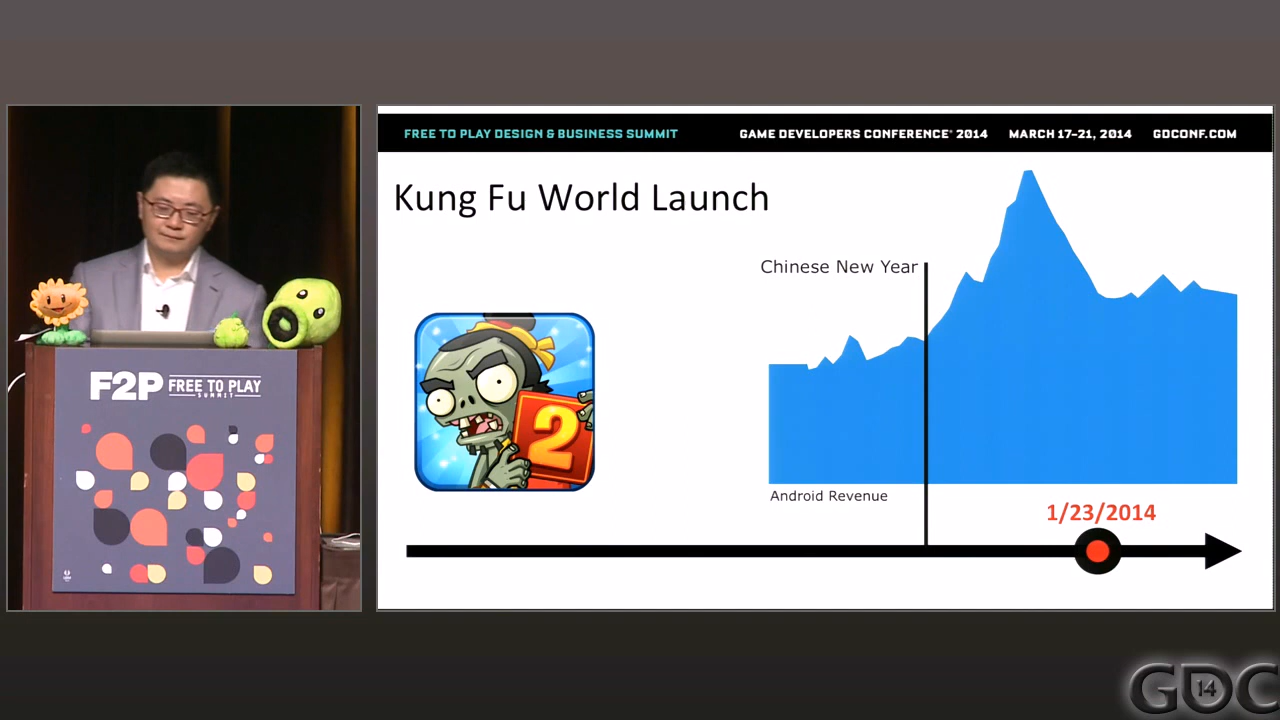 FREE TO PLAY DESIGN & BUSINESS SUMMIT GAME DEVELOPERS CONFERENCE® 2014 MARCH 17–21, 2014 GDCONF.COM
Kung Fu World Launch
Chinese New Year
2
Android Revenue
1/23/2014
F2P FREE TO PLAY
SUMMIT
GDC
14